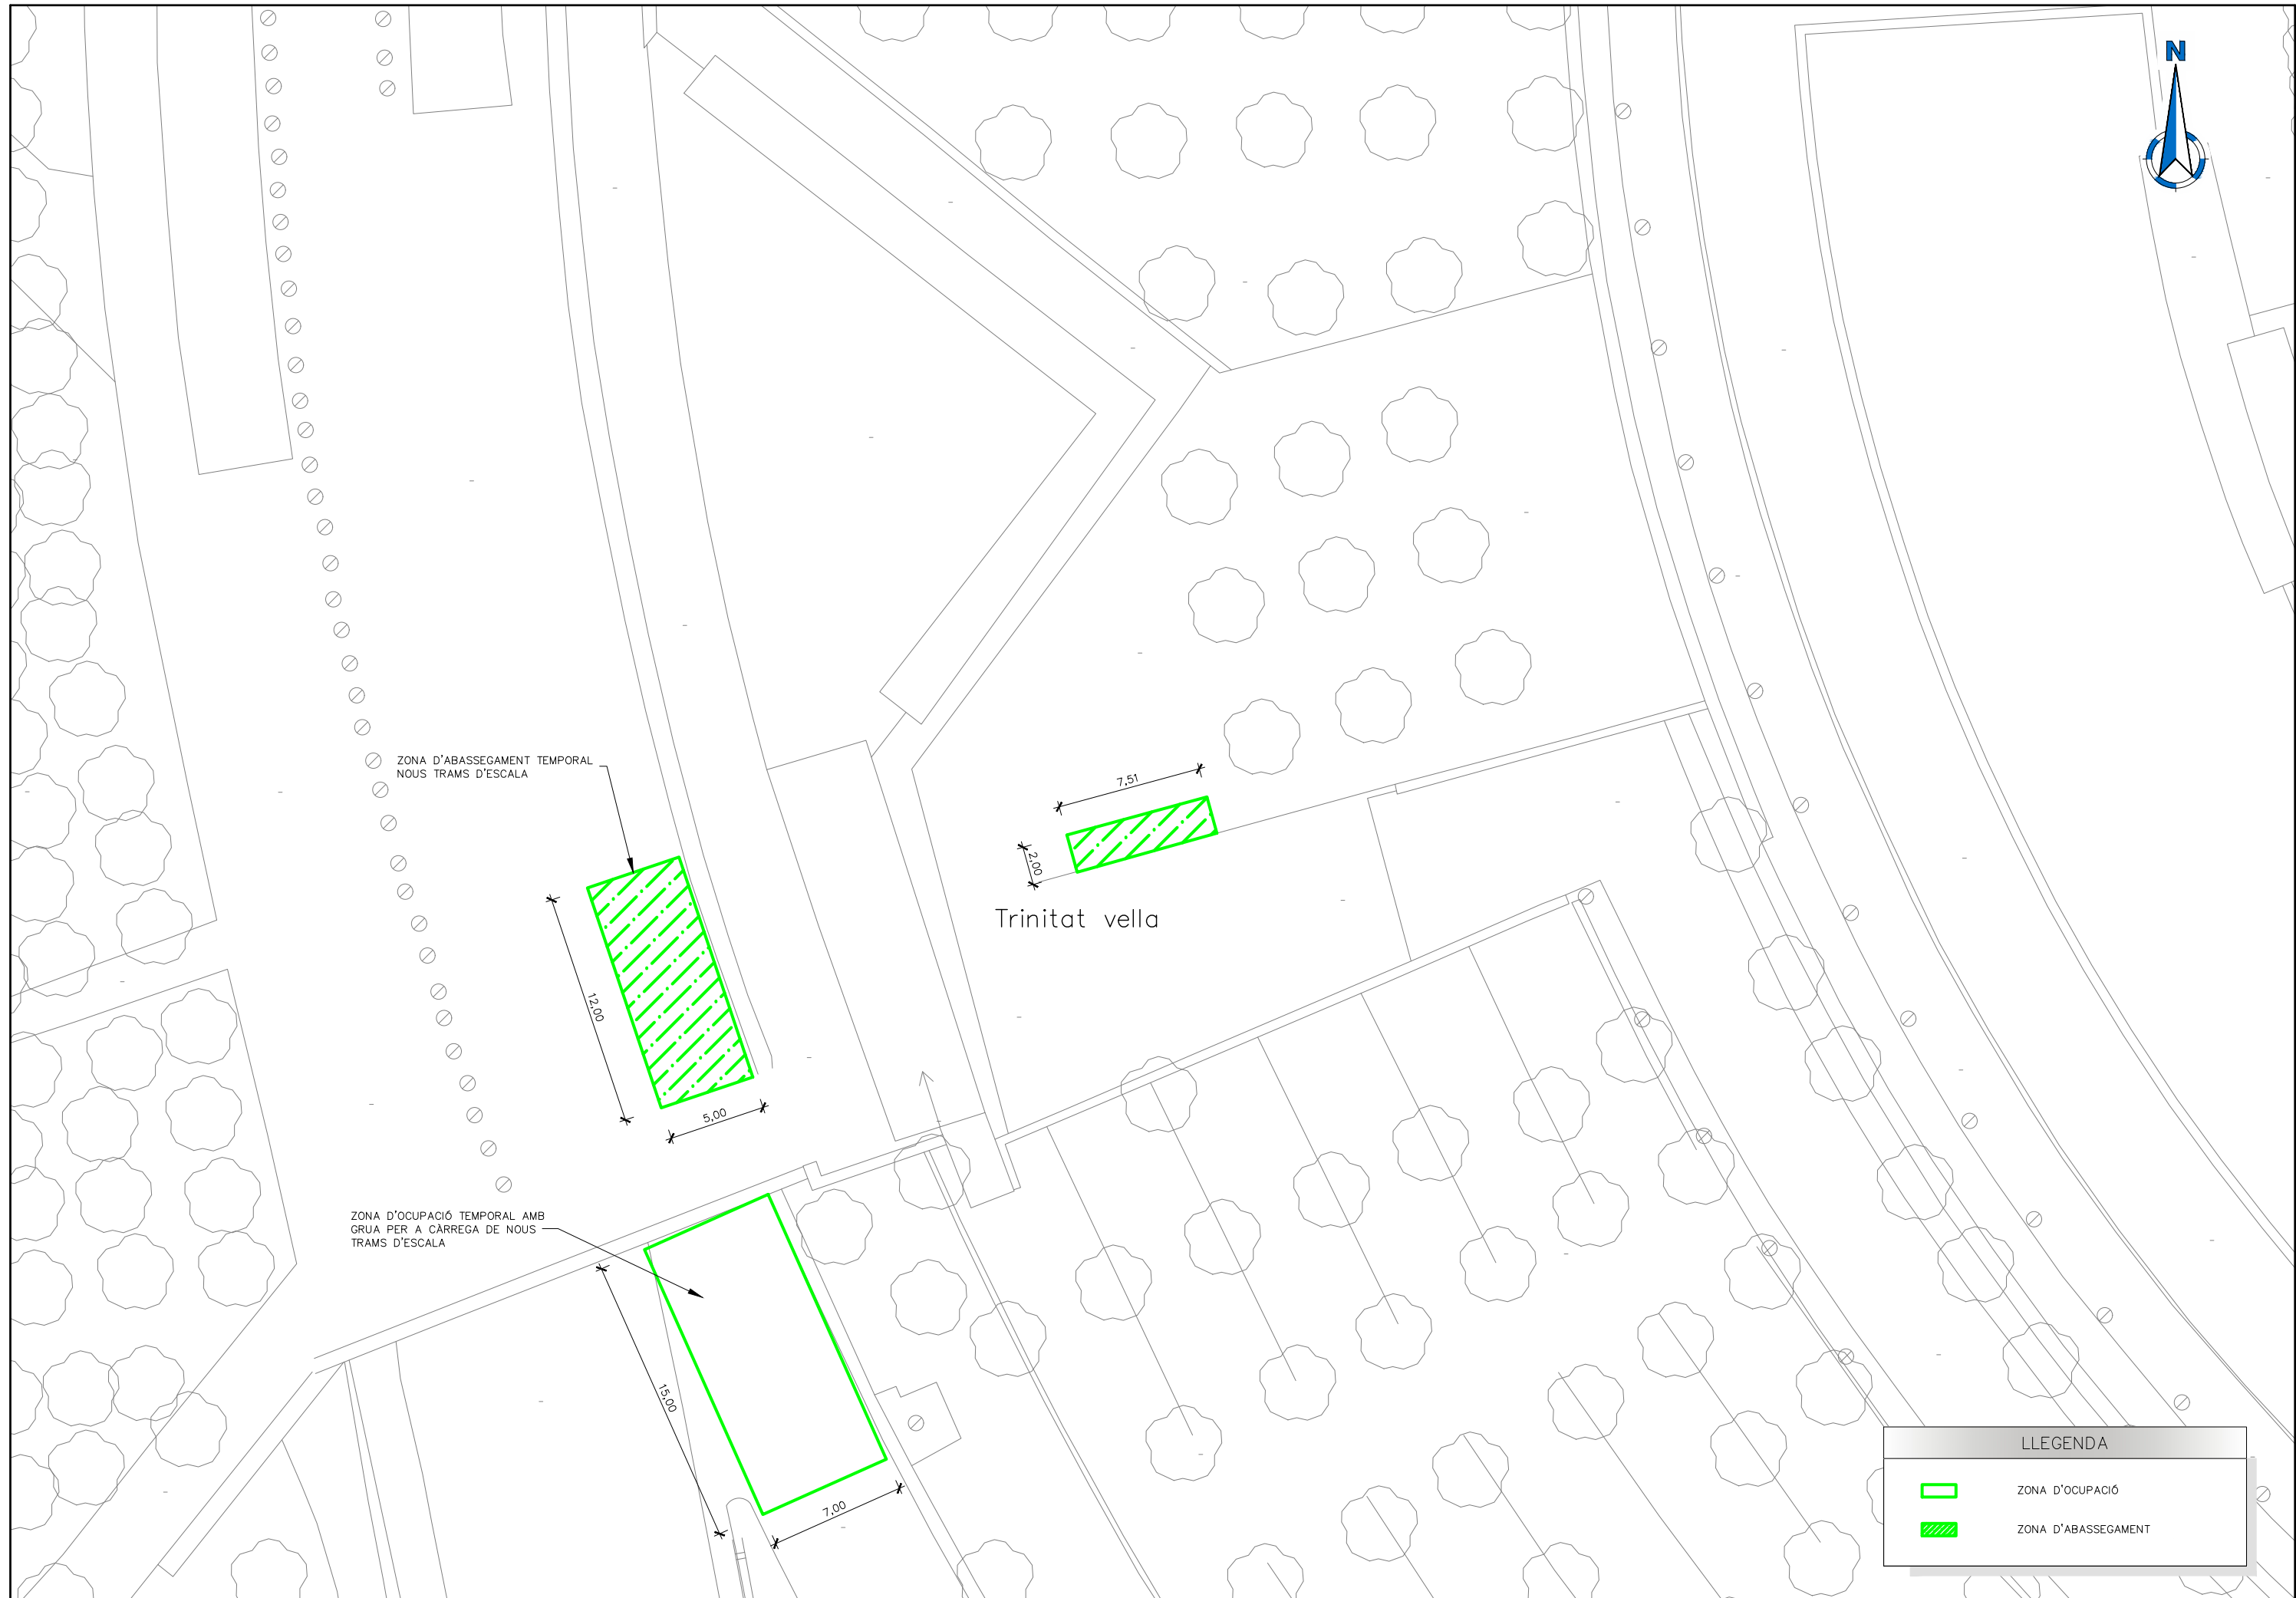 N
ZONA D'ABASSEGAMENT TEMPORAL
NOUS TRAMS D'ESCALA
7,51
2,00
Trinitat vella
12,00
5,00
ZONA D'OCUPACIÓ TEMPORAL AMB
GRUA PER A CÀRREGA DE NOUS
TRAMS D'ESCALA
15,00
7,00
LLEGENDA
ZONA D'OCUPACIÓ
ZONA D'ABASSEGAMENT